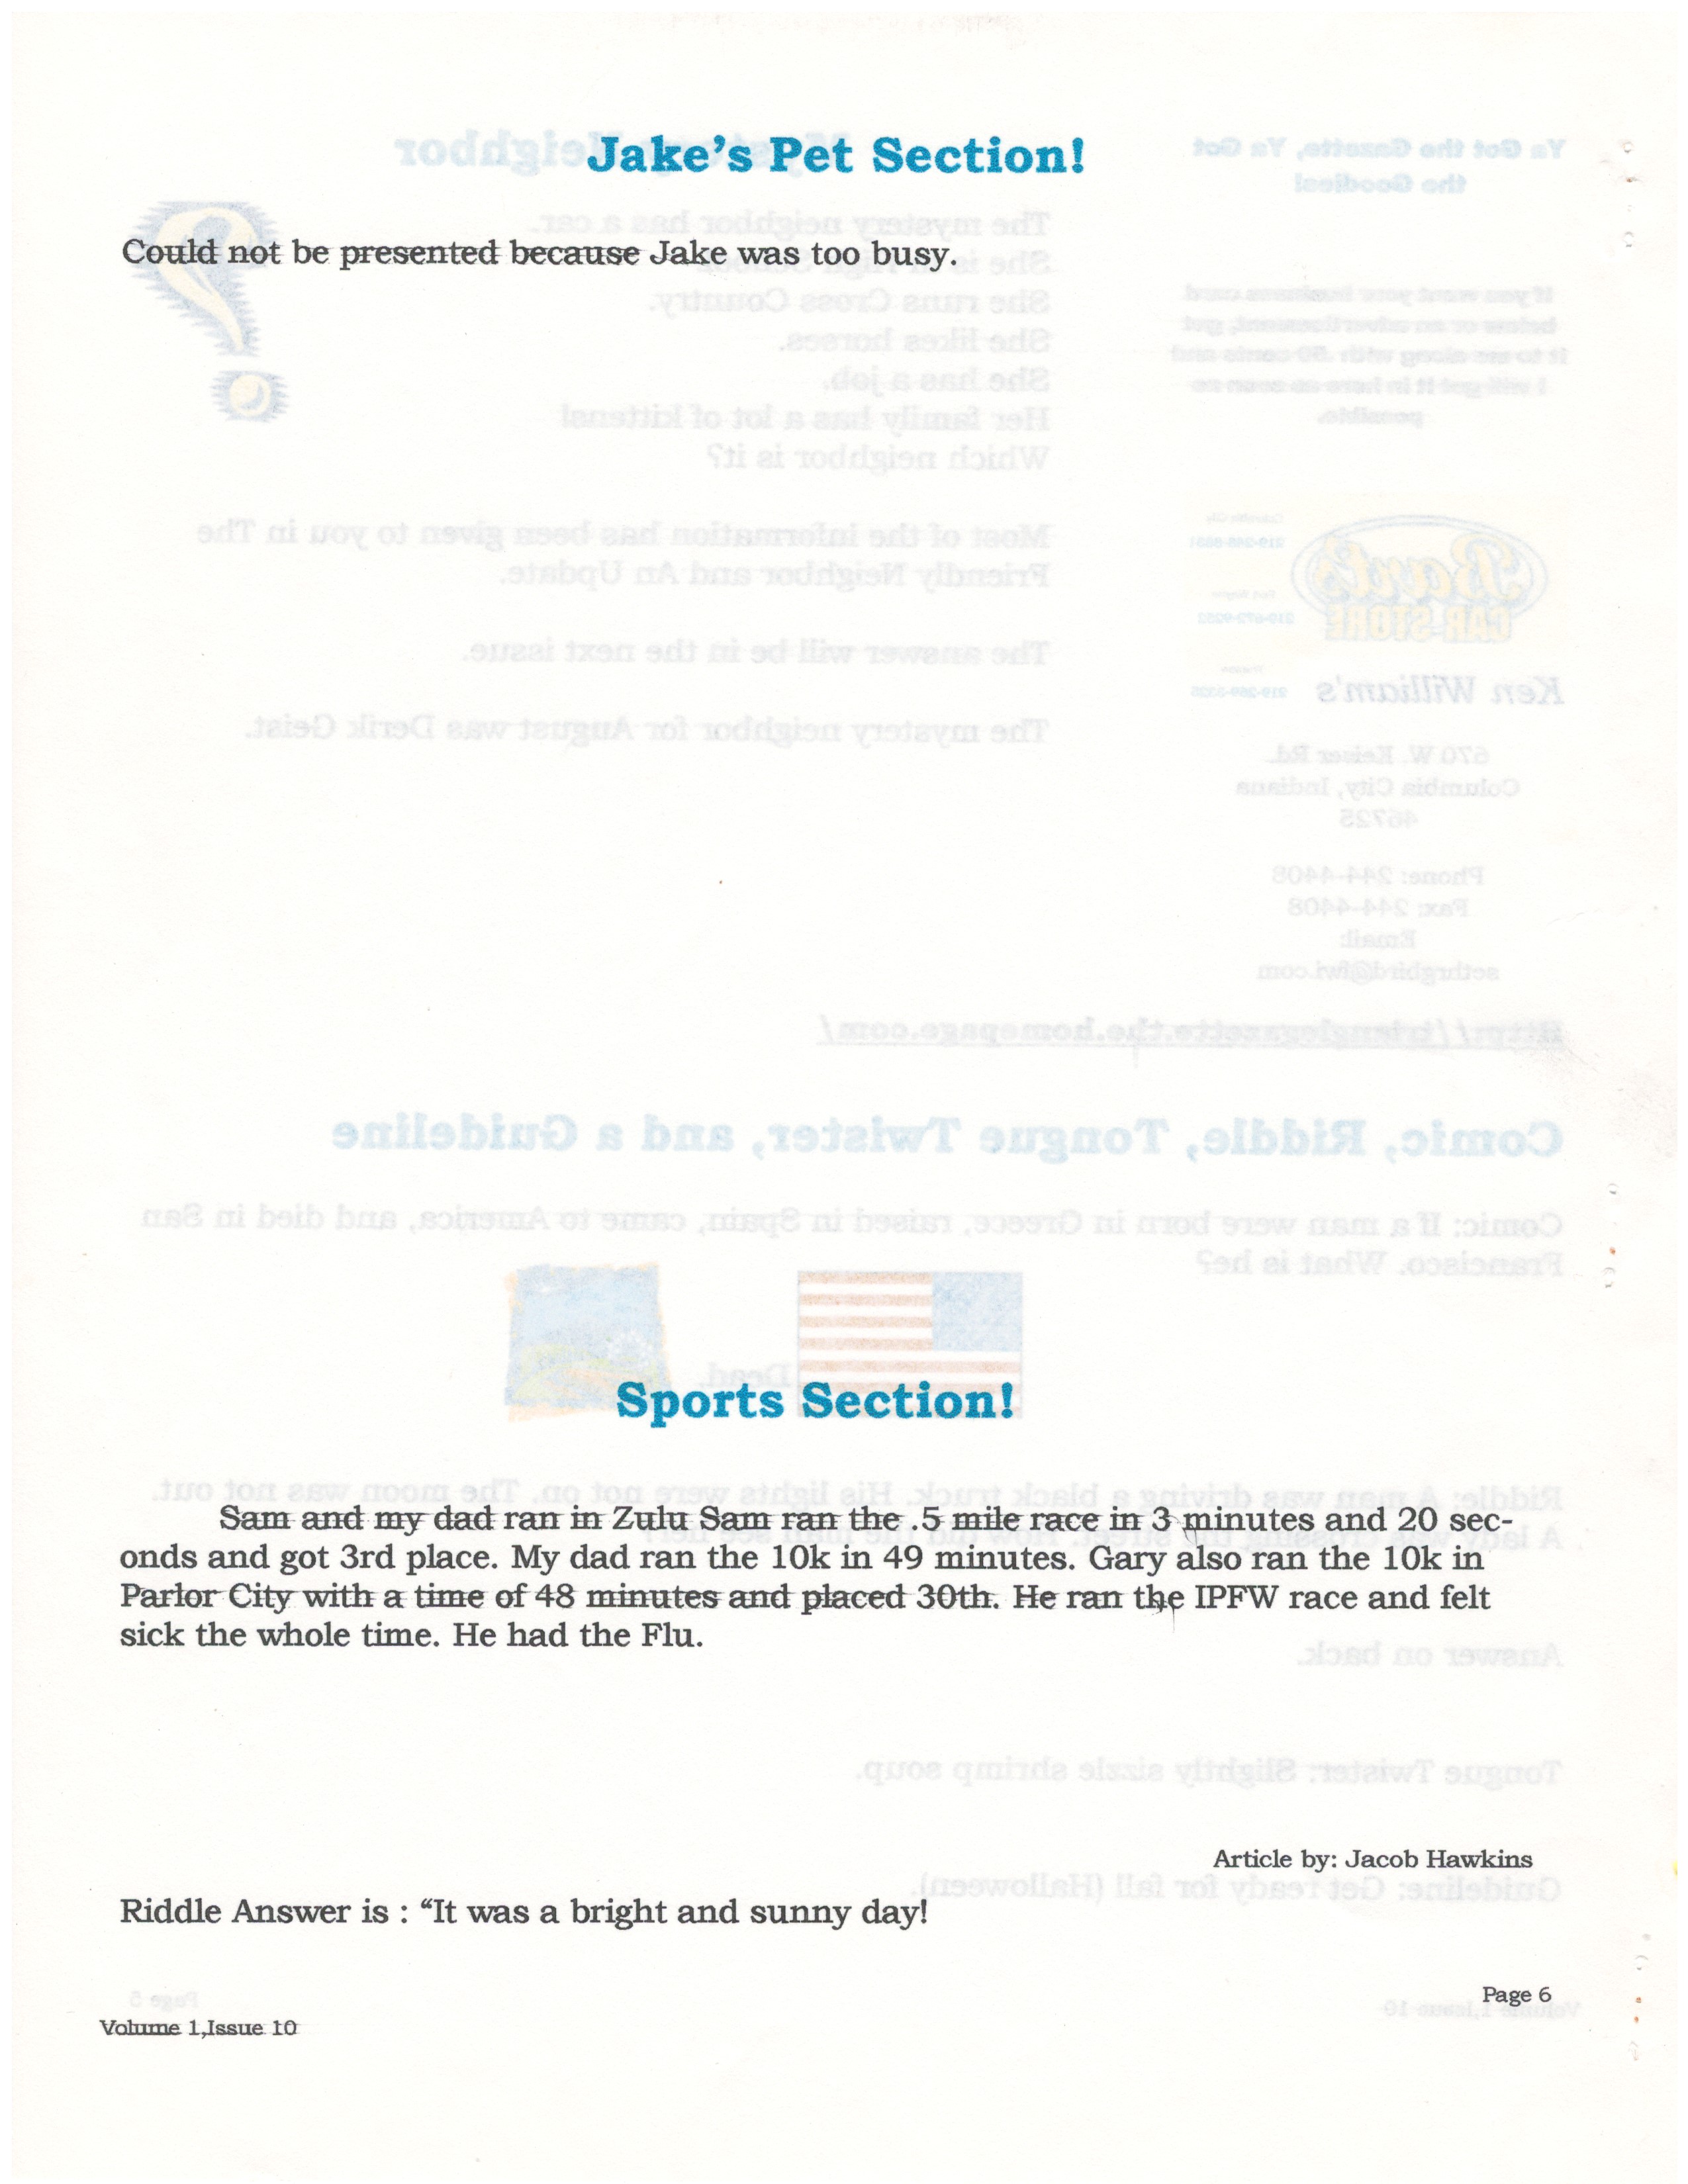 Jake's Pet Section!
Could not be presented because Jake was too busy.
Sports Section!
Sam and my dad ran in Zulu Sam ran the .5 mile race in 3 minutes and 20 sec-
onds and got 3rd place. My dad ran the 10k in 49 minutes. Gary also ran the 10k in
Parlor City with a time of 48 minutes and placed 30th. He ran the IPFW race and felt
sick the whole time. He had the Flu.
Article by: Jacob Hawkins
Riddle Answer is : “It was a bright and sunny day!
Page 6
Volume 1,Issue 10